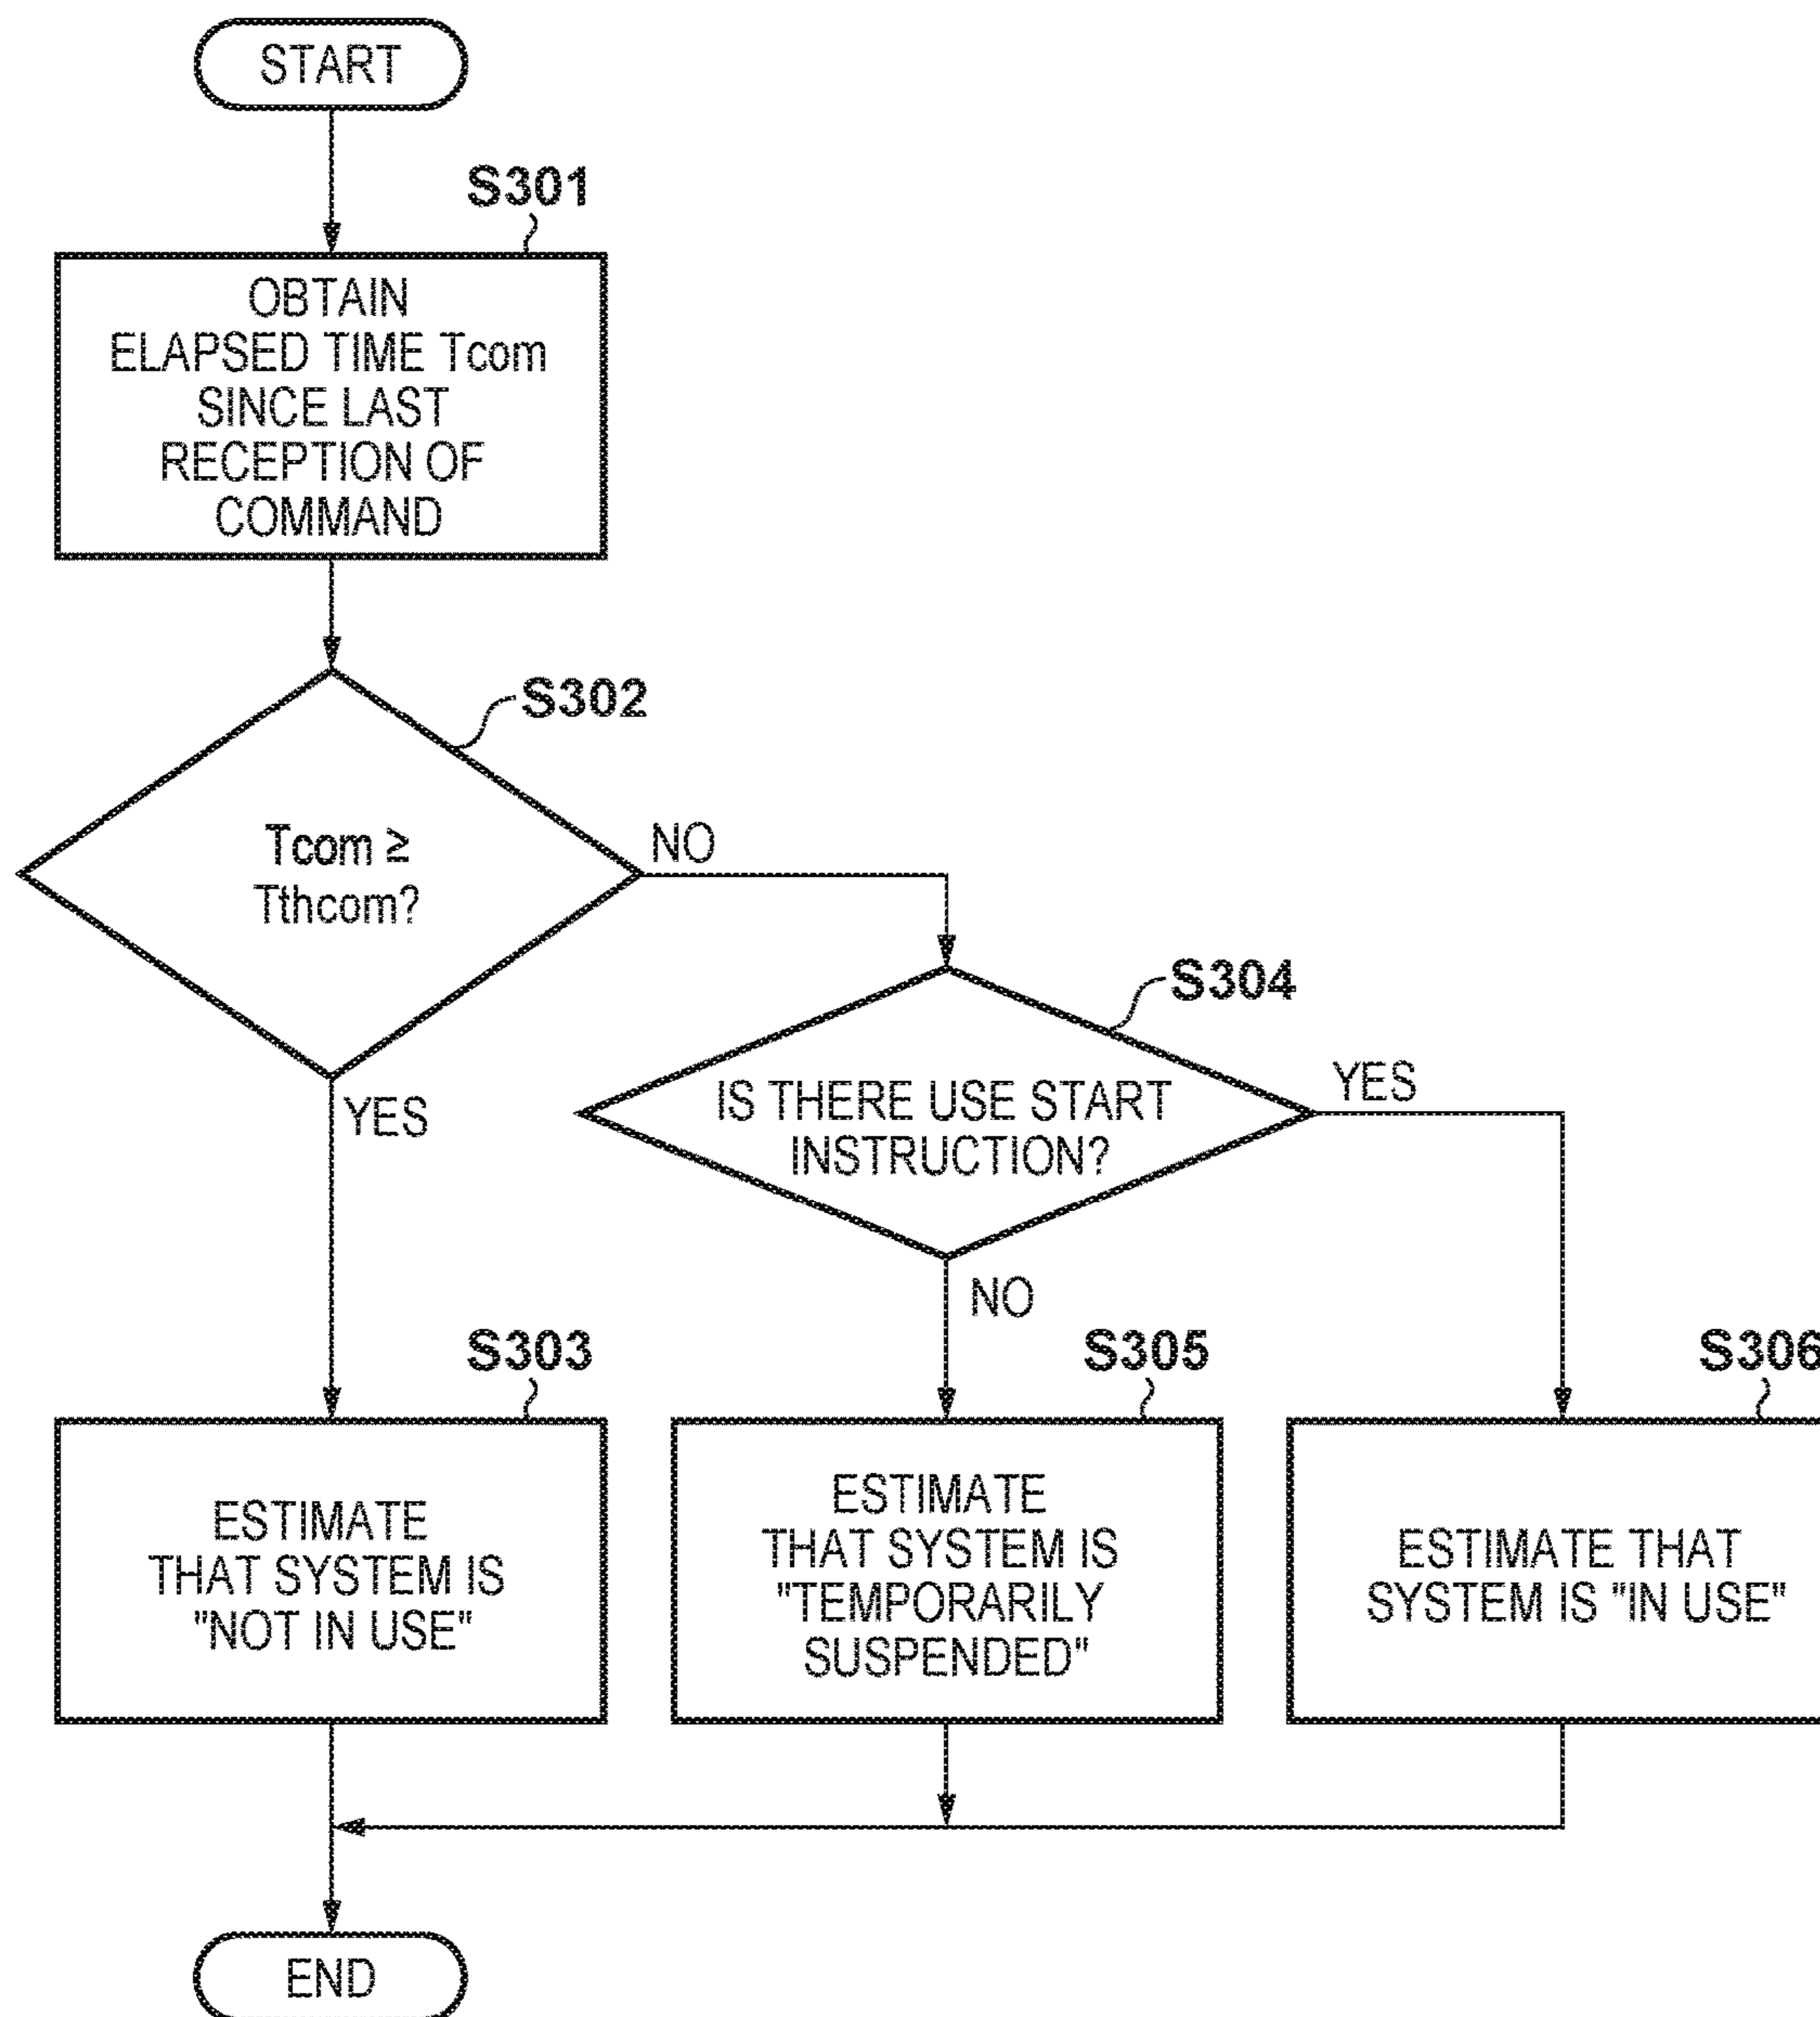 START
S301
OBTAIN
ELAPSED TIME Tcom
SINCE LAST
RECEPTION OF
COMMAND
S302
Tcom ≥
Tthcom?
NO
YES
S304
IS THERE USE START
INSTRUCTION?
YES
NO
S303
ESTIMATE
THAT SYSTEM IS
"NOT IN USE"
S305
ESTIMATE
THAT SYSTEM IS
"TEMPORARILY
SUSPENDED"
S306
ESTIMATE THAT
SYSTEM IS "IN USE"
END